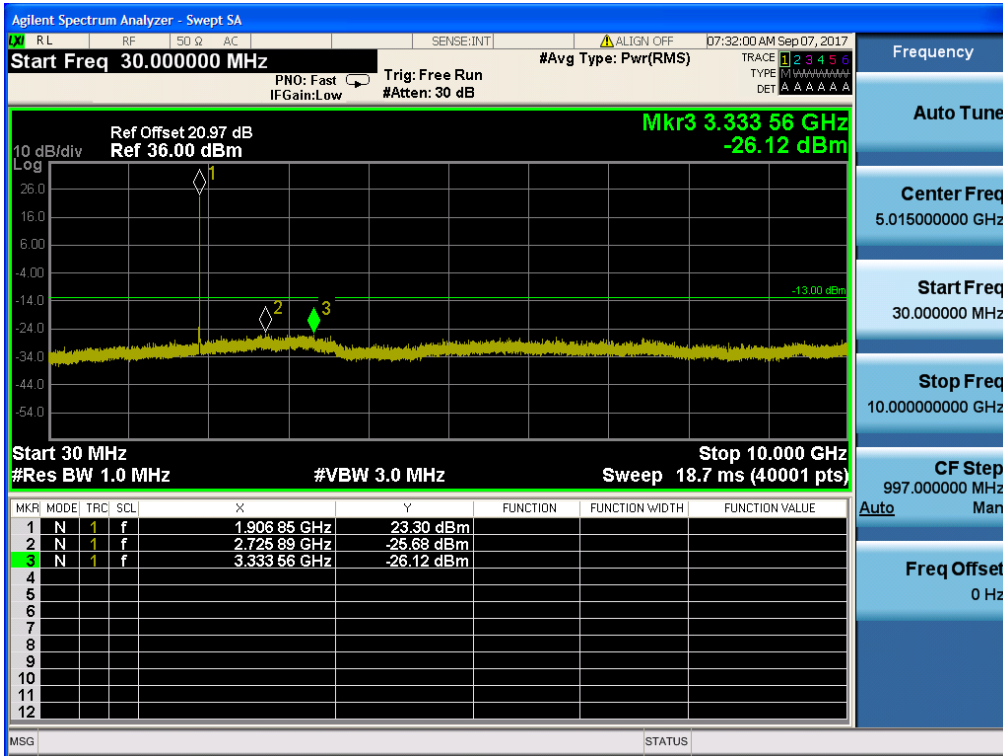 Agilent Spectrum Analyzer - Swept SA
LXI RL RF 50 Ω AC SENSE:INT ALIGN OFF 07:32:00 AM Sep 07, 2017
Start Freq 30.000000 MHz
PNO: Fast
IFGain:Low
Trig: Free Run
#Atten: 30 dB
#Avg Type: Pwr(RMS)
TRACE 1 2 3 4 5 6
TYPE M
DET A A A A A A
10 dB/div
Log
Ref Offset 20.97 dB
Ref 36.00 dBm
Mkr3 3.333 56 GHz
-26.12 dBm
26.0
16.0
6.00
-4.00
-14.0
-24.0
-34.0
-44.0
-54.0
1
2
3
-13.00 dBm
Start 30 MHz
Stop 10.000 GHz
#Res BW 1.0 MHz
#VBW 3.0 MHz
Sweep 18.7 ms (40001 pts)
MKR MODE TRC SCL X Y FUNCTION FUNCTION WIDTH FUNCTION VALUE
1 N 1 f 1.906 85 GHz 23.30 dBm
2 N 1 f 2.725 89 GHz -25.68 dBm
3 N 1 f 3.333 56 GHz -26.12 dBm
4
5
6
7
8
9
10
11
12
MSG
STATUS
Frequency
Auto Tune
Center Freq
5.015000000 GHz
Start Freq
30.000000 MHz
Stop Freq
10.000000000 GHz
CF Step
997.000000 MHz
Auto Man
Freq Offset
0 Hz